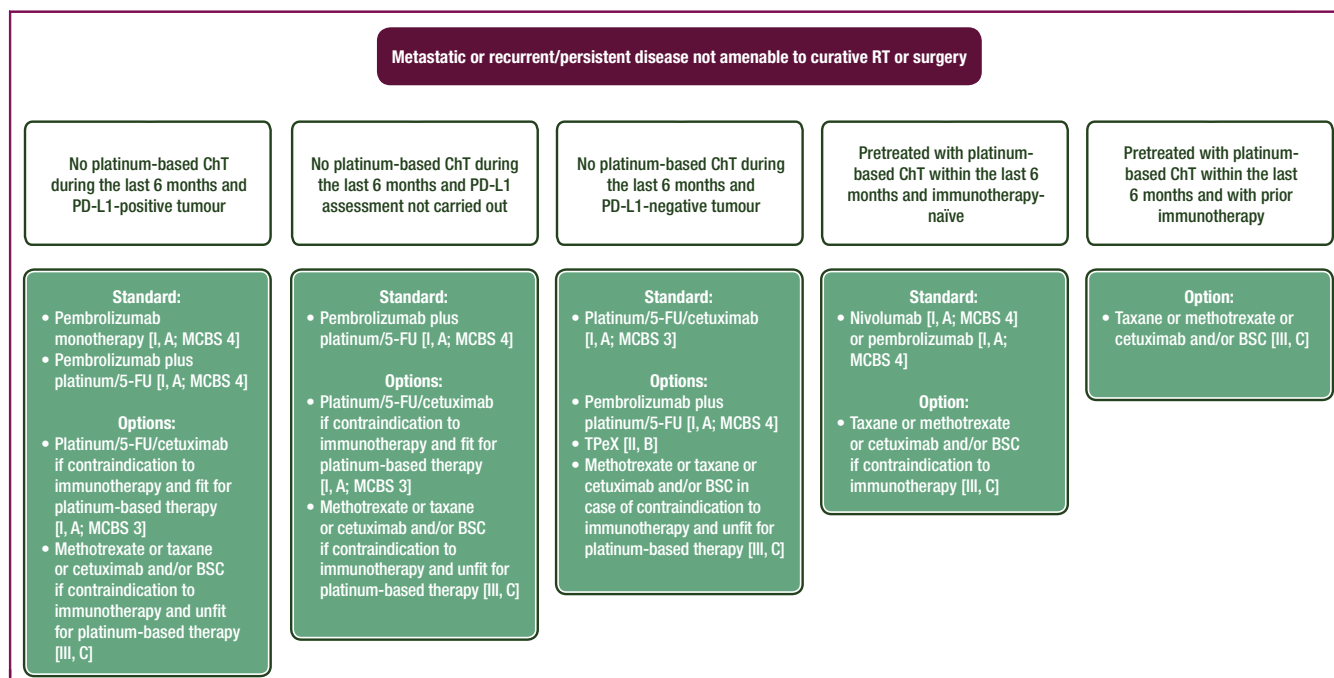 Metastatic or recurrent/persistent disease not amenable to curative RT or surgery
No platinum-based ChT
during the last 6 months and
PD-L1-positive tumour
No platinum-based ChT during
the last 6 months and PD-L1
assessment not carried out
No platinum-based ChT during
the last 6 months and
PD-L1-negative tumour
Pretreated with platinum-
based ChT within the last 6
months and immunotherapy-
naïve
Pretreated with platinum-
based ChT within the last
6 months and with prior
immunotherapy
Standard:
• Pembrolizumab
monotherapy [I, A; MCBS 4]
• Pembrolizumab plus
platinum/5-FU [I, A; MCBS 4]
Options:
• Platinum/5-FU/cetuximab
if contraindication to
immunotherapy and fit for
platinum-based therapy
[I, A; MCBS 3]
• Methotrexate or taxane
or cetuximab and/or BSC
if contraindication to
immunotherapy and unfit
for platinum-based therapy
[III, C]
Standard:
• Pembrolizumab plus
platinum/5-FU [I, A; MCBS 4]
Options:
• Platinum/5-FU/cetuximab
if contraindication to
immunotherapy and fit for
platinum-based therapy
[I, A; MCBS 3]
• Methotrexate or taxane
or cetuximab and/or BSC
if contraindication to
immunotherapy and unfit for
platinum-based therapy [III, C]
Standard:
• Platinum/5-FU/cetuximab
[I, A; MCBS 3]
Options:
• Pembrolizumab plus
platinum/5-FU [I, A; MCBS 4]
• TPeX [II, B]
• Methotrexate or taxane or
cetuximab and/or BSC in
case of contraindication to
immunotherapy and unfit for
platinum-based therapy [III, C]
Standard:
• Nivolumab [I, A; MCBS 4]
or pembrolizumab [I, A;
MCBS 4]
Option:
• Taxane or methotrexate
or cetuximab and/or BSC
if contraindication to
immunotherapy [III, C]
Option:
• Taxane or methotrexate or
cetuximab and/or BSC [III, C]